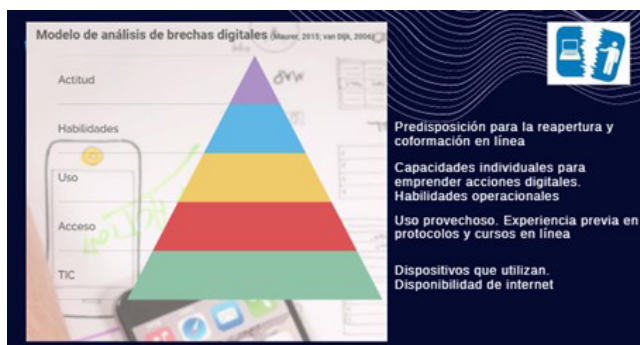 Modelo de análisis de brechas digitales (Maurer, 2015; van Dijk, 2006)
Actitud
Habilidades
Uso
Acceso
TIC
Predisposición para la reapertura y
coformación en línea
Capacidades individuales para
emprender acciones digitales.
Habilidades operacionales
Uso provechoso. Experiencia previa en
protocolos y cursos en línea
Dispositivos que utilizan.
Disponibilidad de internet